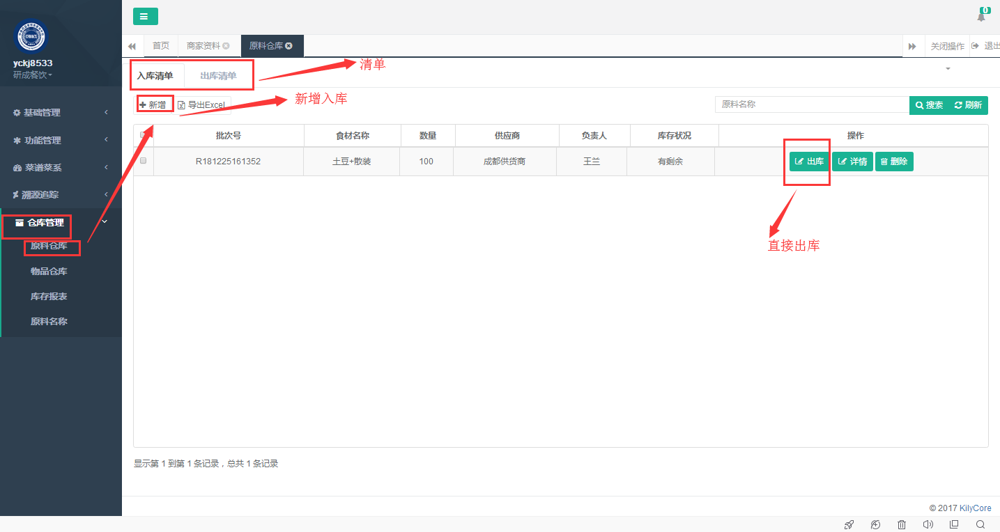 0
CFDACX
yckj8533
研成餐饮
首页
商家资料
原料仓库
关闭操作
退出
入库清单
出库清单
清单
新增
导出Excel
新增入库
原料名称
搜索
刷新
基础管理
功能管理
菜谱菜系
溯源追踪
仓库管理
原料仓库
物品仓库
库存报表
原料名称
批次号 食材名称 数量 供应商 负责人 库存状况 操作
R181225161352 土豆+散装 100 成都供货商 王兰 有剩余 出库 详情 删除
直接出库
显示第 1 到第 1 条记录，总共 1 条记录
© 2017 KilyCore